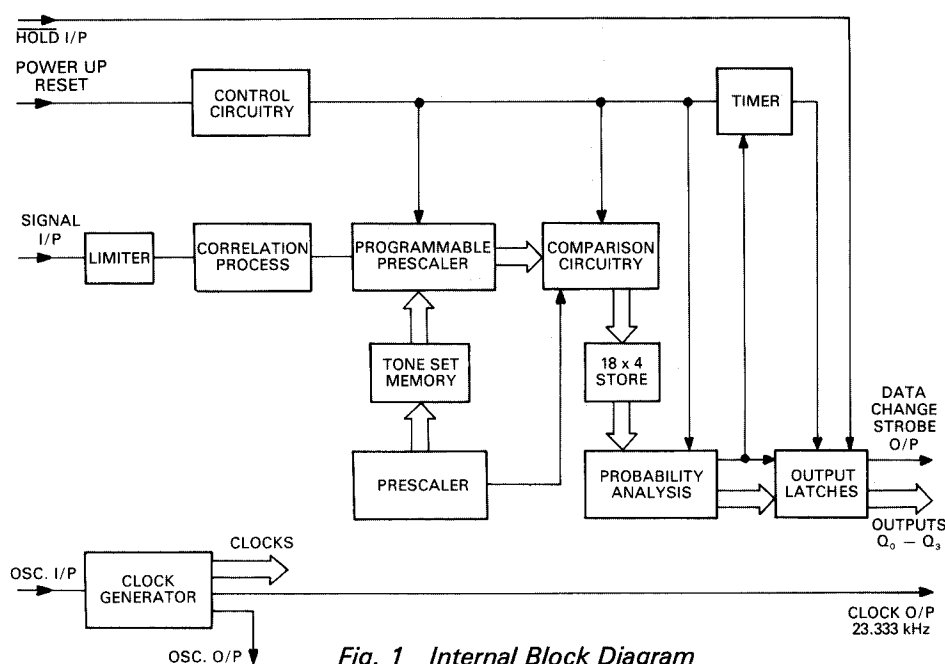 HOLD I/P
POWER UP
RESET
CONTROL
CIRCUITRY
TIMER
SIGNAL
I/P
LIMITER
CORRELATION
PROCESS
PROGRAMMABLE
PRESCALER
COMPARISON
CIRCUITRY
TONE SET
MEMORY
18 x 4
STORE
DATA
CHANGE
STROBE
O/P
PRESCALER
PROBABILITY
ANALYSIS
OUTPUT
LATCHES
OUTPUTS
Q₀ — Q₃
CLOCKS
OSC. I/P
CLOCK
GENERATOR
CLOCK O/P
23.333 kHz
OSC. O/P
Fig. 1 Internal Block Diagram